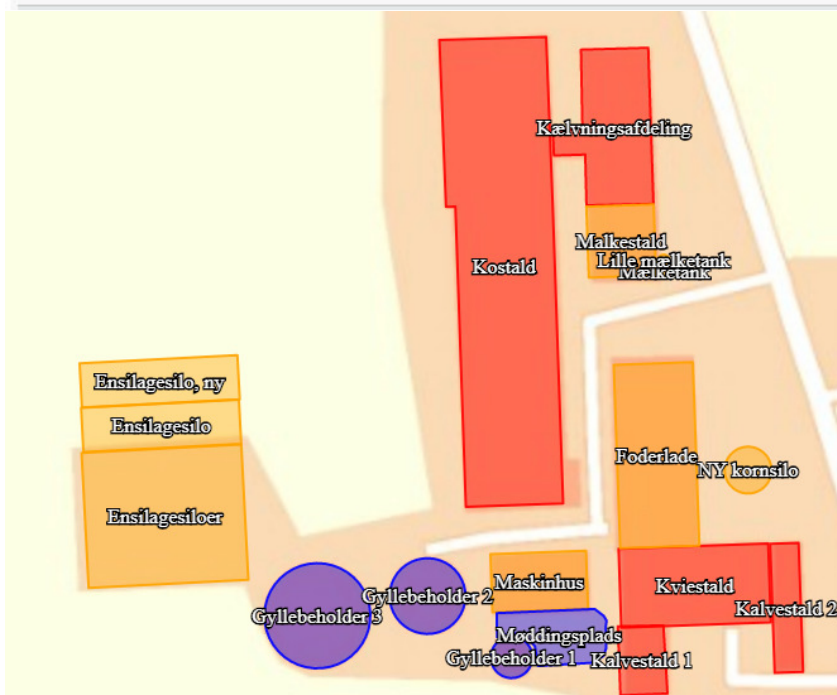 Kælvningsafdeling
Malkestald
Lille mælketank
Mælketank
Kostald
Ensilagesilo, ny
Ensilagesilo
Ensilagesiloer
Foderlade
NY kornsilo
Maskinhus
Kviestald
Gyllebeholder 2
Kalvestald 2
Gyllebeholder 3
Møddingsplads
Gyllebeholder 1
Kalvestald 1